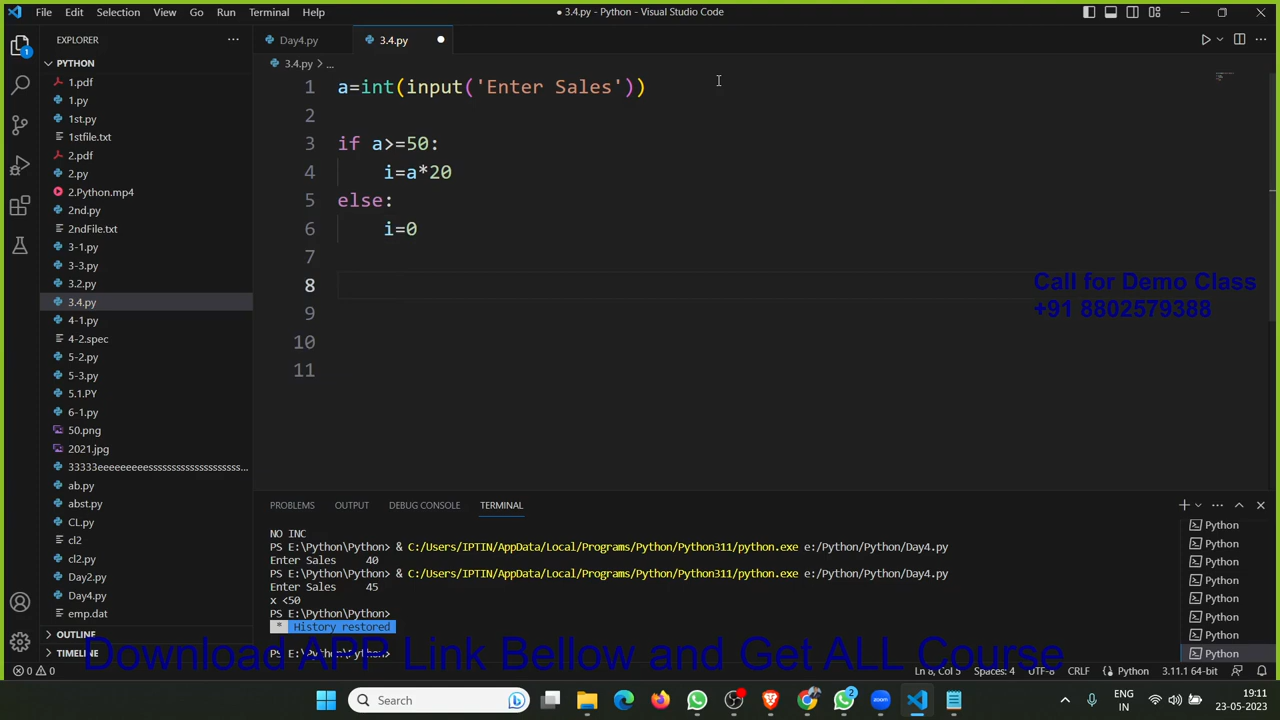 File Edit Selection View Go Run Terminal Help
● 3.4.py - Python - Visual Studio Code
EXPLORER
PYTHON
1.pdf
1.py
1st.py
1stfile.txt
2.pdf
2.py
2.Python.mp4
2nd.py
2ndFile.txt
3-1.py
3-3.py
3.2.py
3.4.py
4-1.py
4-2.spec
5-2.py
5-3.py
5.1.PY
6-1.py
50.png
2021.jpg
ab.py
abst.py
CL.py
cl2
cl2.py
Day2.py
Day4.py
emp.dat
OUTLINE
TIMELINE
1
Day4.py
3.4.py
3.4.py > ...
1 a=int(input('Enter Sales'))
2
3 if a>=50:
4 i=a*20
5 else:
6 i=0
7
8
9
10
11
Call for Demo Class
+91 8802579388
PROBLEMS OUTPUT DEBUG CONSOLE TERMINAL
NO INC
PS E:\Python\Python> & C:/Users/IPTIN/AppData/Local/Programs/Python/Python311/python.exe e:/Python/Python/Day4.py
Enter Sales 40
PS E:\Python\Python> & C:/Users/IPTIN/AppData/Local/Programs/Python/Python311/python.exe e:/Python/Python/Day4.py
Enter Sales 45
x <50
PS E:\Python\Python>
* History restored
PS E:\Python\Python>
Python
Python
Python
Python
Python
Python
Python
Python
Download APP Link Bellow and Get ALL Course
0 0
Ln 8, Col 5 Spaces: 4 UTF-8 CRLF Python 3.11.1 64-bit
Search
2
zoom
ENG
IN
19:11
23-05-2023